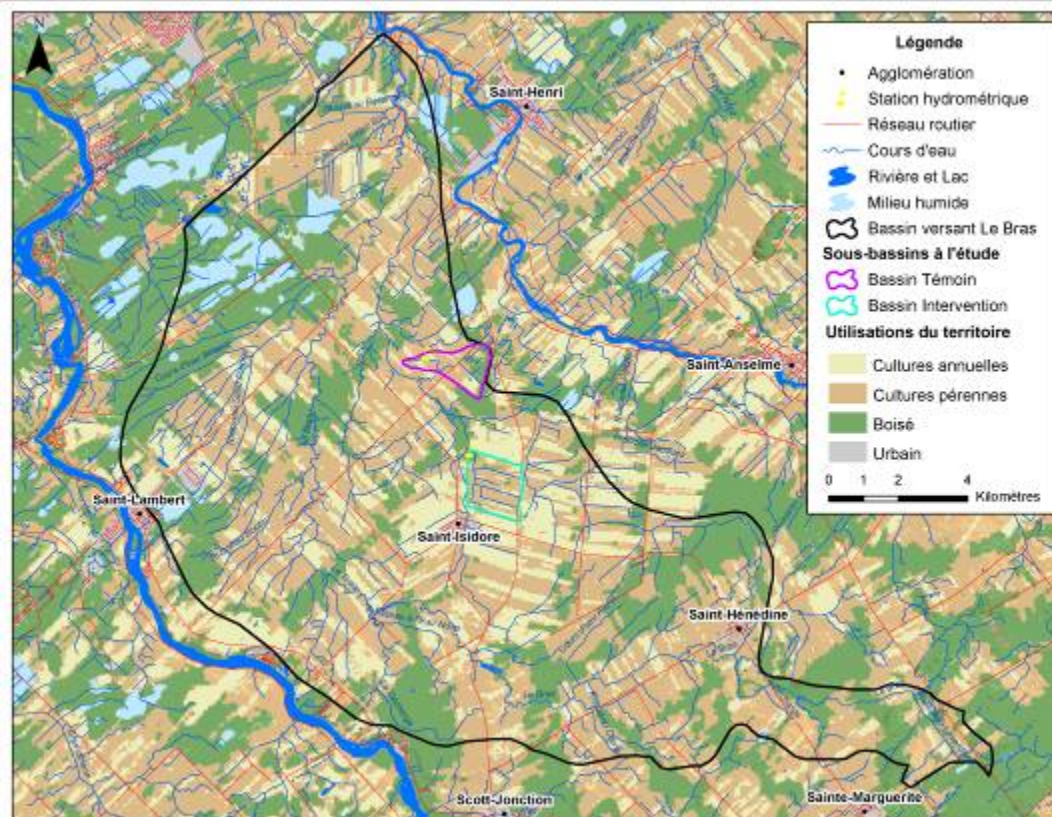 N
Saint-Henri
Saint-Anselme
Saint-Lambert
Saint-Isidore
Saint-Hénédine
Scott-Jonction
Sainte-Marguerite
Le Bras
Légende
Agglomération
Station hydrométrique
Réseau routier
Cours d'eau
Rivière et Lac
Milieu humide
Bassin versant Le Bras
Sous-bassins à l'étude
Bassin Témoin
Bassin Intervention
Utilisations du territoire
Cultures annuelles
Cultures pérennes
Boisé
Urbain
0 1 2 4
Kilomètres